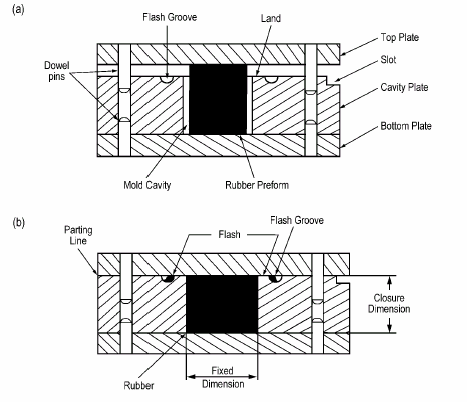 (a)
Flash Groove
Land
Top Plate
Slot
Dowel
pins
Cavity Plate
Bottom Plate
Mold Cavity
Rubber Preform
(b)
Parting
Line
Flash
Flash Groove
Closure
Dimension
Rubber
Fixed
Dimension